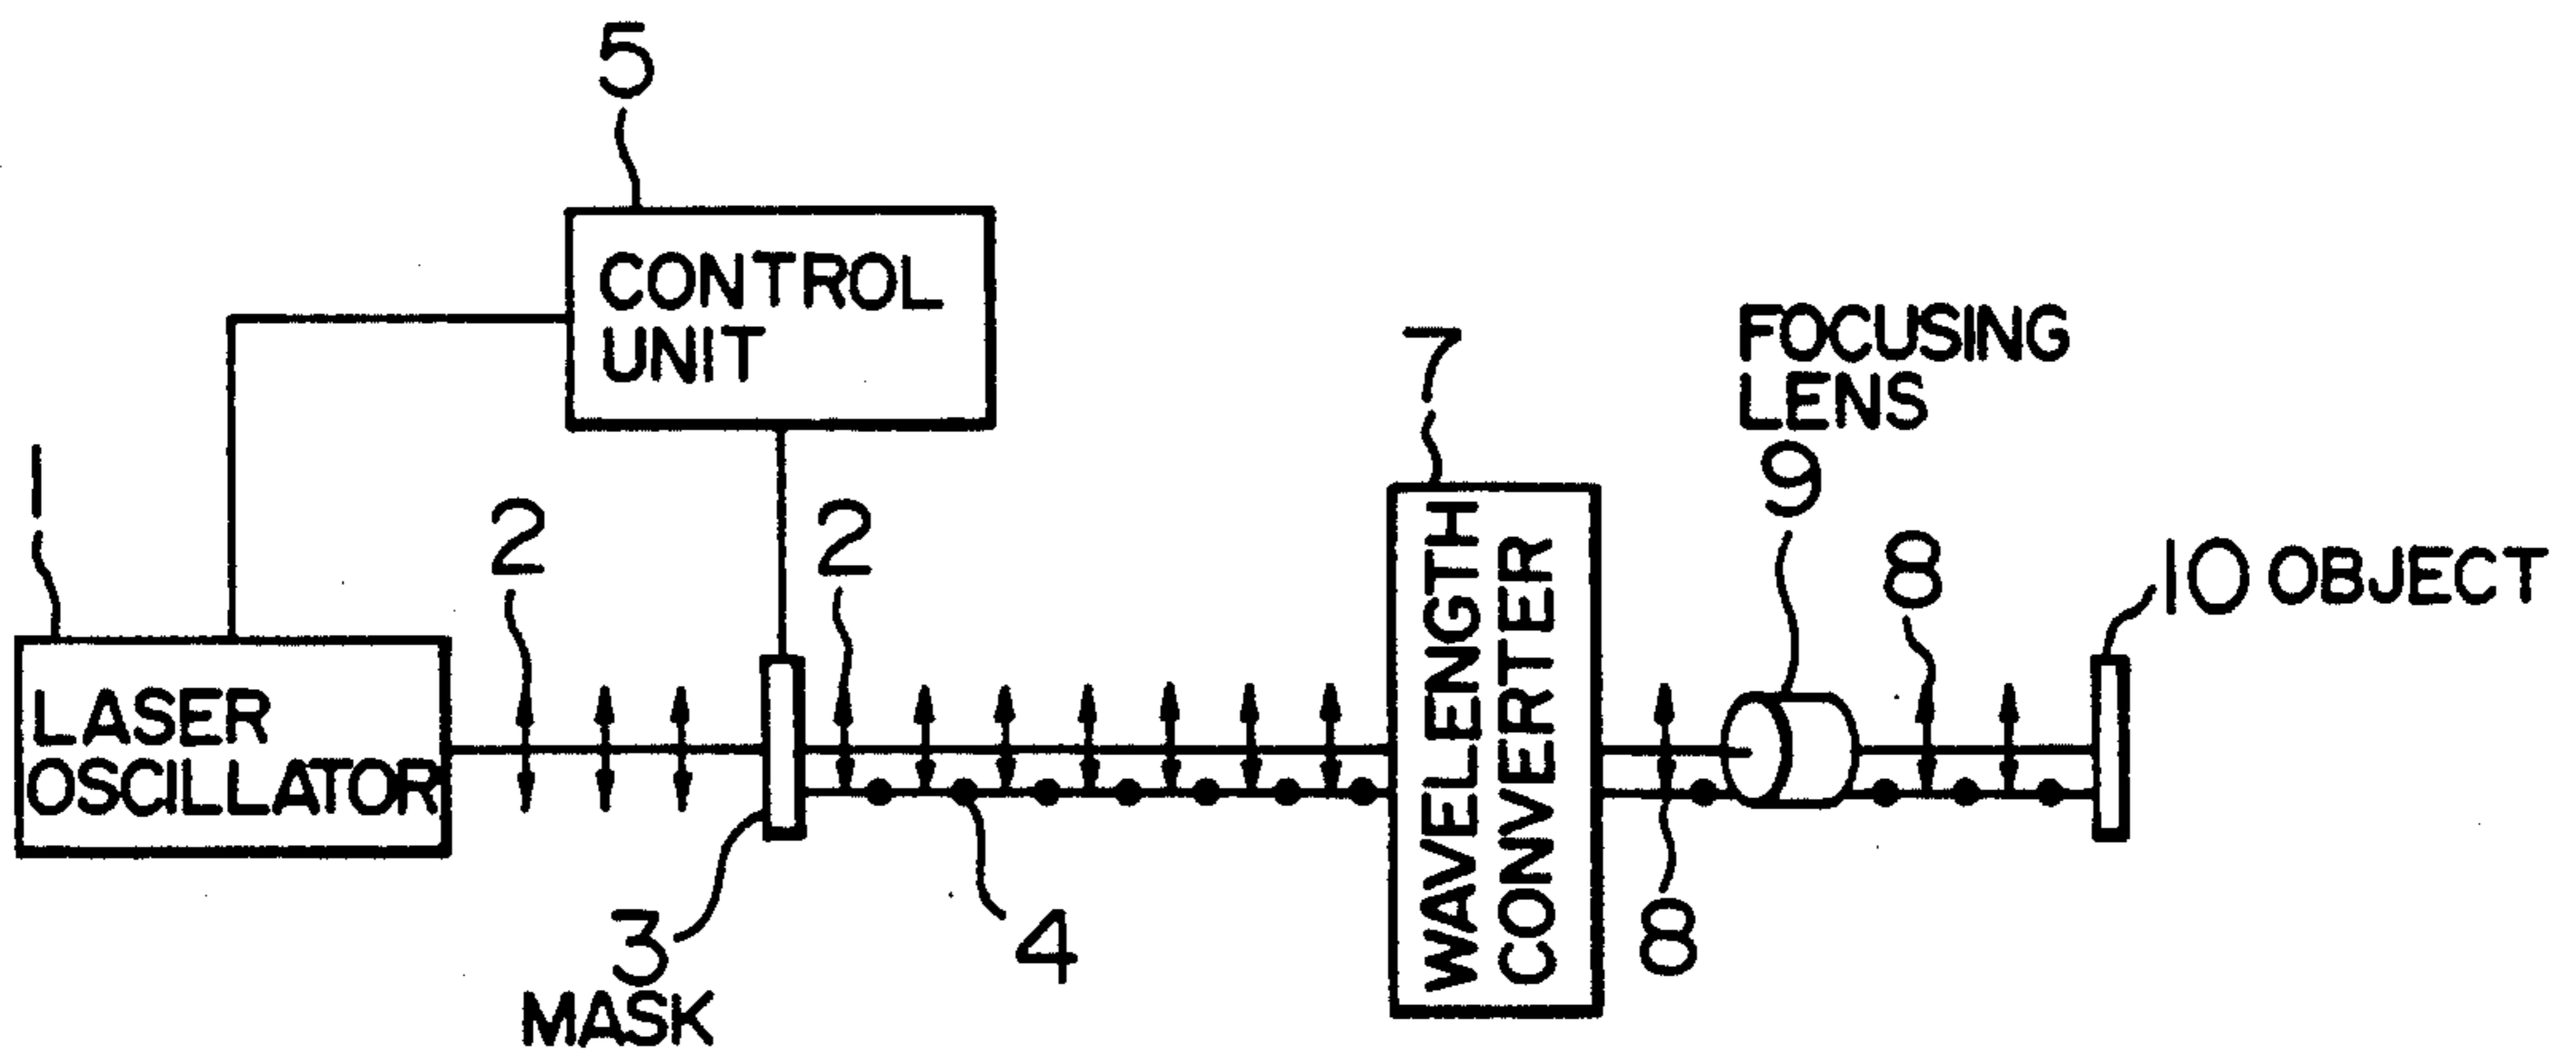 5
CONTROL
UNIT
FOCUSING
LENS
7
9
1
2
2
8
10 OBJECT
LASER
OSCILLATOR
WAVELENGTH
CONVERTER
3
MASK
4
8